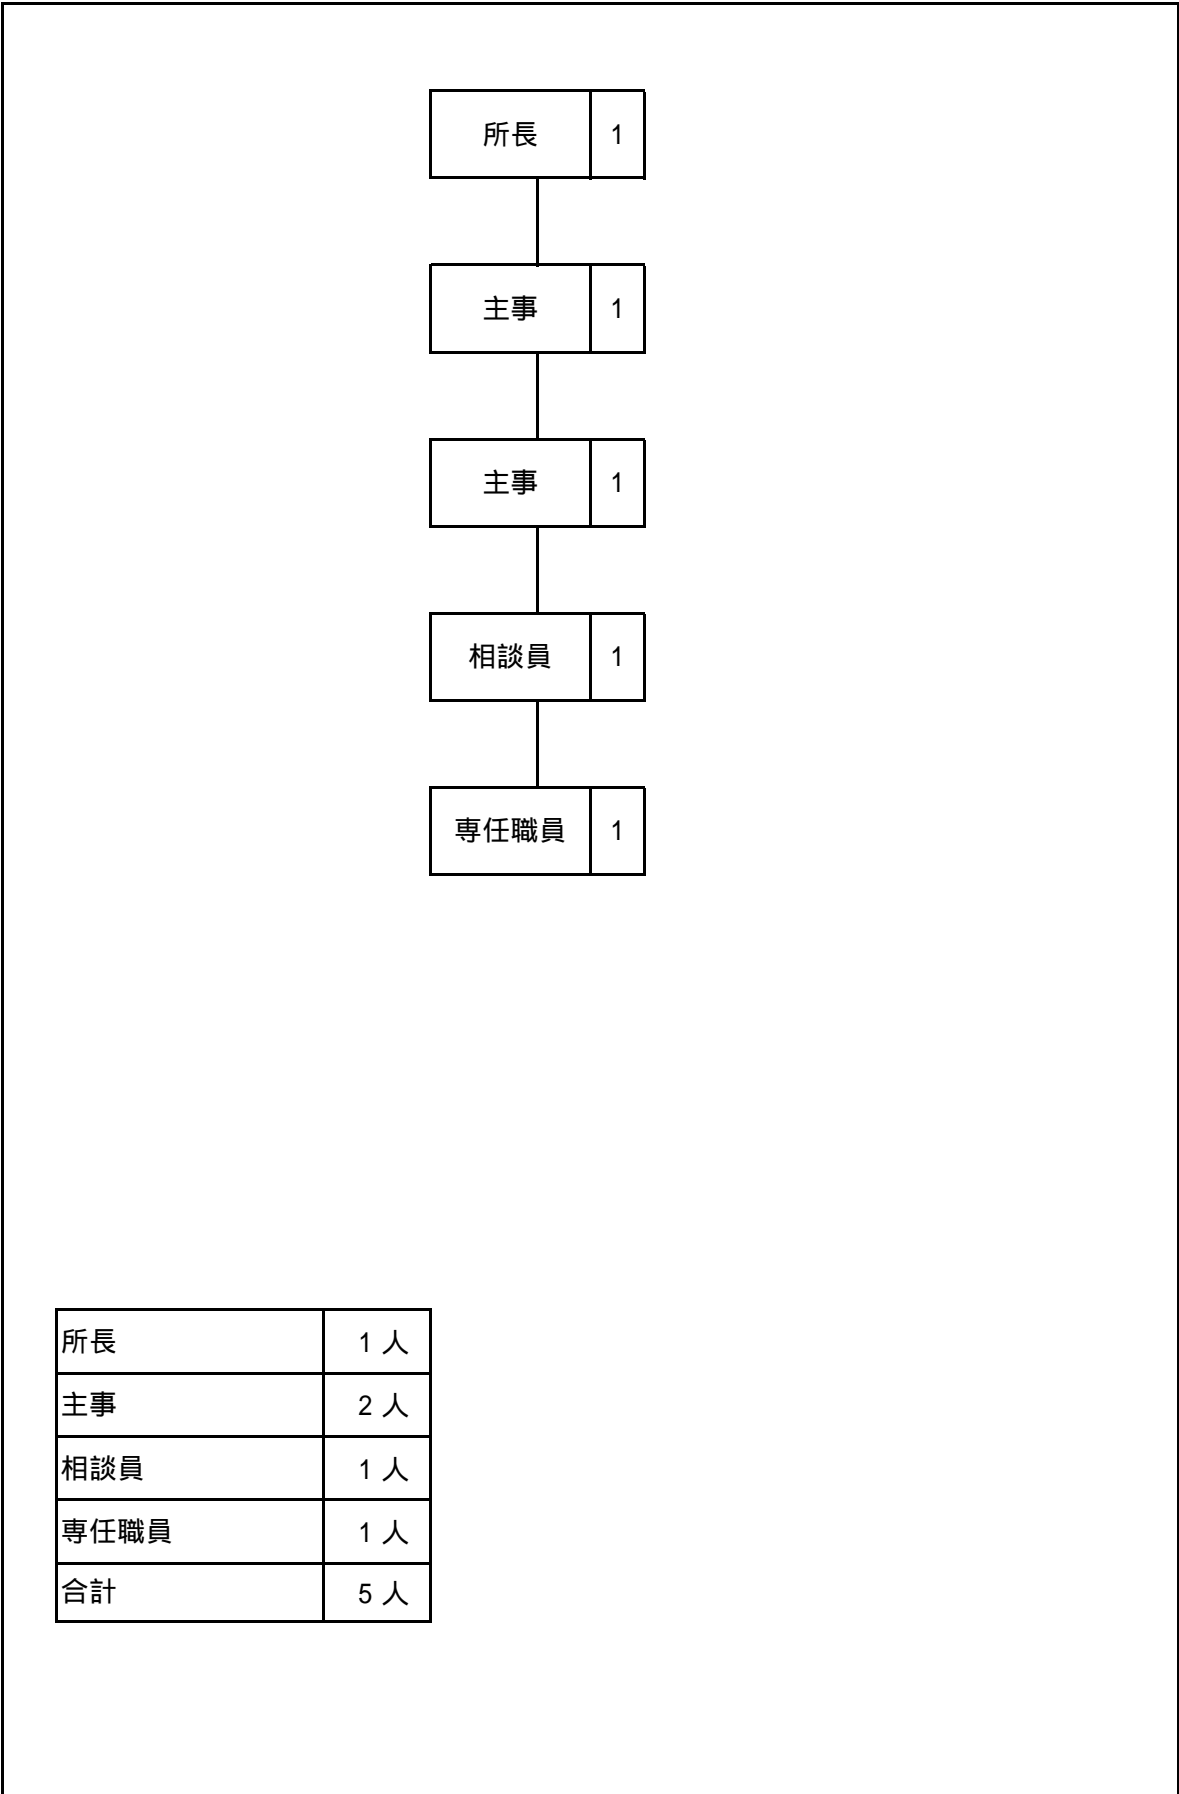 所長 1
主事 1
主事 1
相談員 1
専任職員 1
所長 1 人
主事 2 人
相談員 1 人
専任職員 1 人
合計 5 人